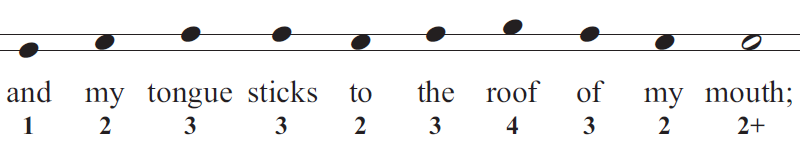 and my tongue sticks to the roof of my mouth;
1 2 3 3 2 3 4 3 2 2+